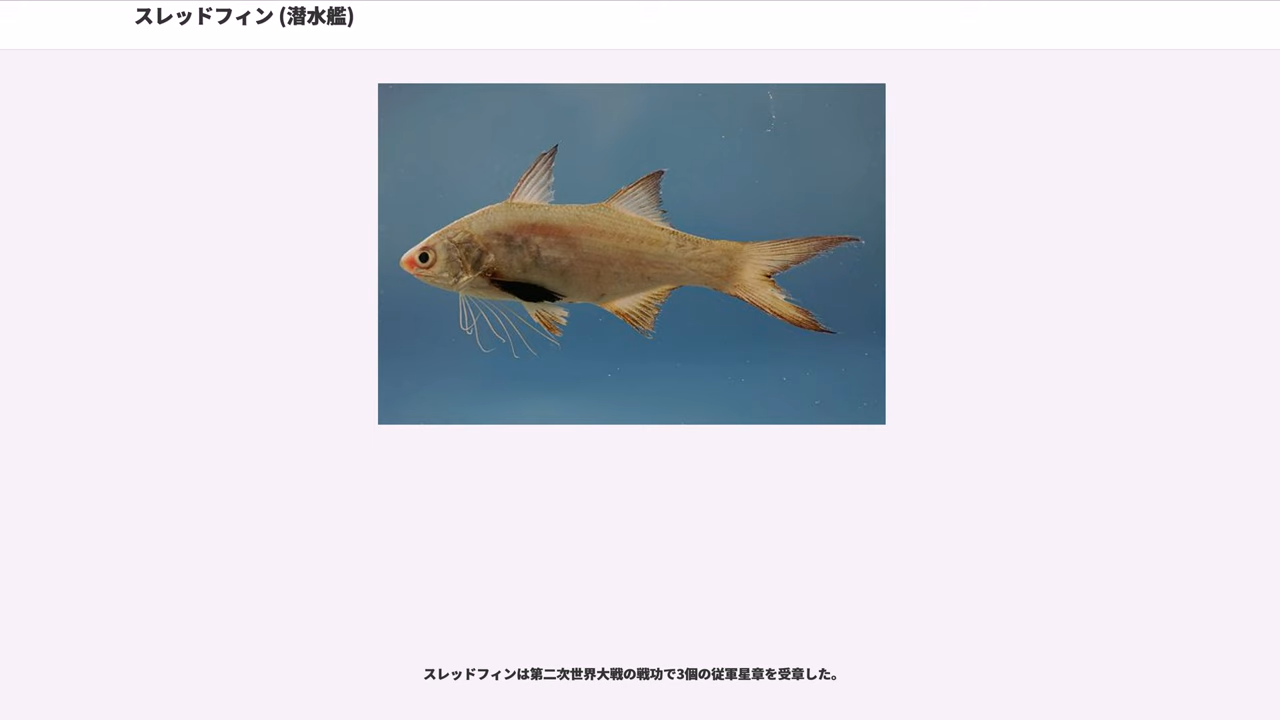 スレッドフィン (潜水艦)
スレッドフィンは第二次世界大戦の戦功で3個の従軍星章を受章した。